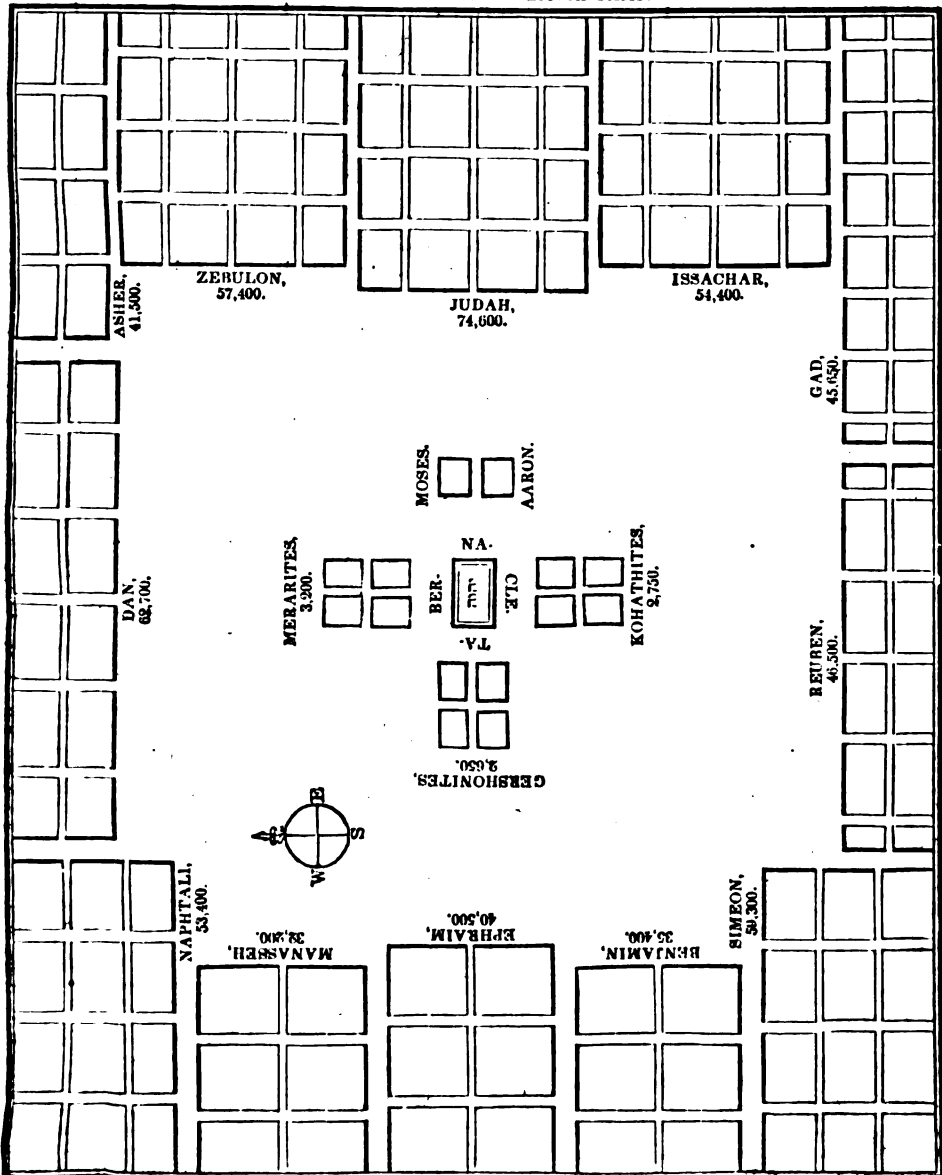 ZEBULON,
57,400.
JUDAH,
74,600.
ISSACHAR,
54,400.
ASHER,
41,500.
GAD,
45,650.
MOSES.
AARON.
DAN,
62,700.
MERARITES,
3,200.
NA-
BER-
יהוה
CLE.
TA-
KOHATHITES,
2,750.
REUBEN,
46,500.
GERSHONITES,
2,650.
E
S
W
NAPHTALI,
53,400.
MANASSEH,
32,200.
EPHRAIM,
40,500.
BENJAMIN,
35,400.
SIMEON,
59,300.